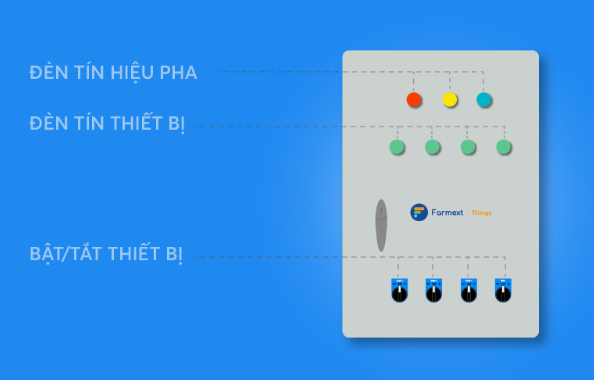 ĐÈN TÍN HIỆU PHA
ĐÈN TÍN THIẾT BỊ
Farmext Things
BẬT/TẮT THIẾT BỊ